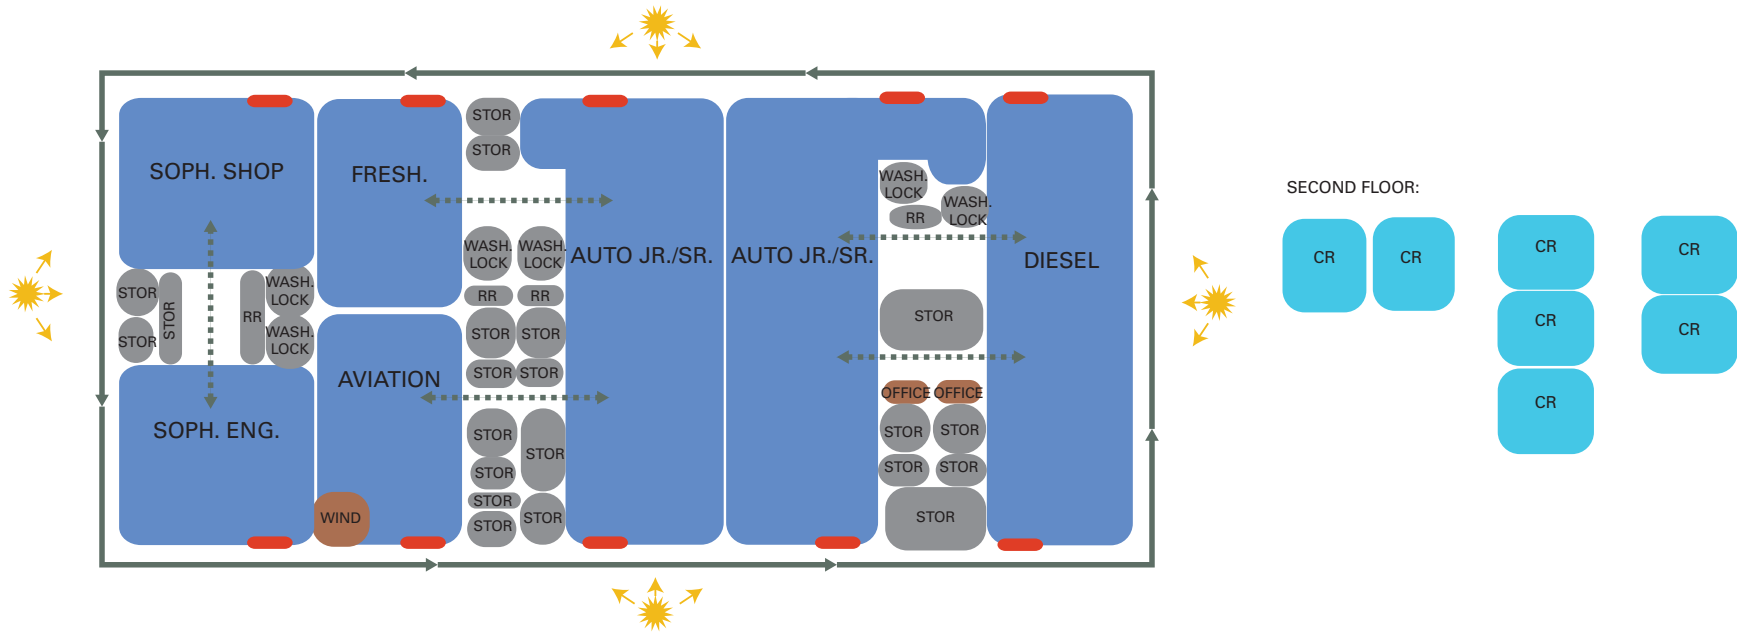 SOPH. SHOP
FRESH.
AUTO JR./SR.
AUTO JR./SR.
DIESEL
SOPH. ENG.
AVIATION
WIND
STOR
STOR
STOR
RR
WASH.
LOCK
WASH.
LOCK
STOR
STOR
WASH.
LOCK
WASH.
LOCK
RR
RR
STOR
STOR
STOR
STOR
STOR
STOR
STOR
STOR
STOR
STOR
WASH.
LOCK
WASH.
LOCK
RR
STOR
OFFICE
OFFICE
STOR
STOR
STOR
STOR
STOR
SECOND FLOOR:
CR
CR
CR
CR
CR
CR
CR